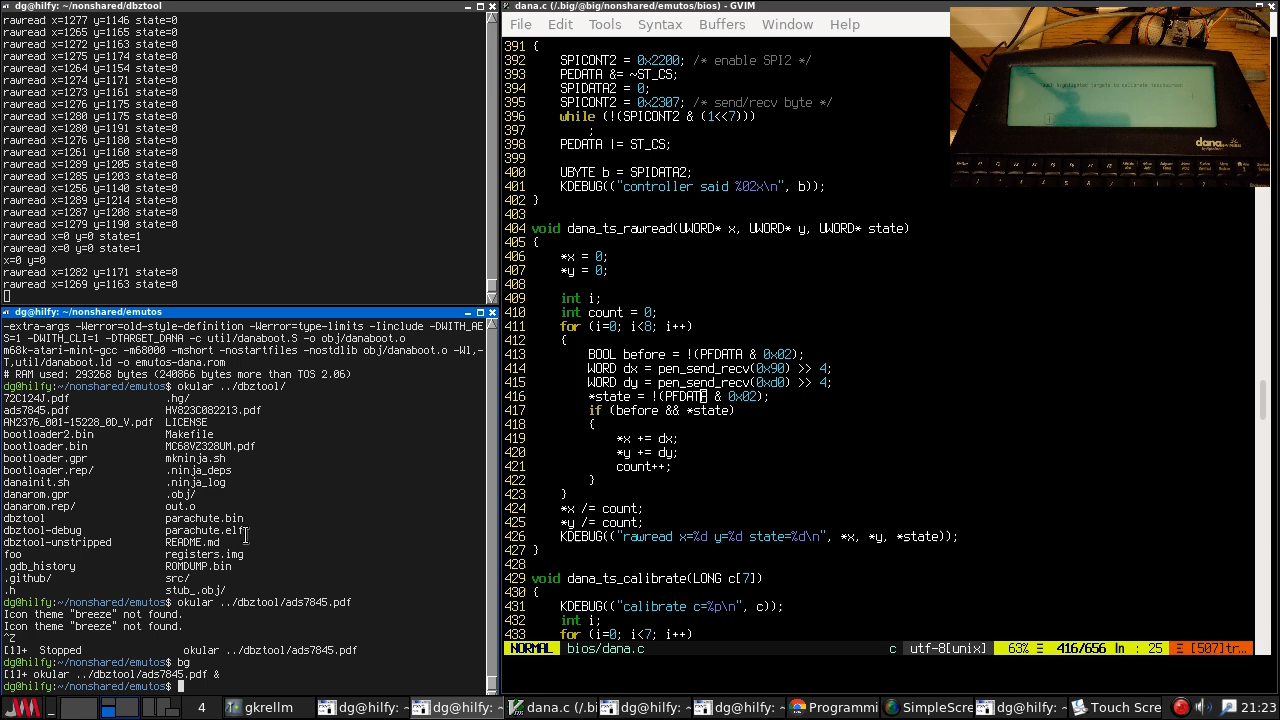 dg@hilfy: ~/nonshared/dbztool
rawread x=1277 y=1146 state=0
rawread x=1265 y=1165 state=0
rawread x=1272 y=1163 state=0
rawread x=1275 y=1174 state=0
rawread x=1264 y=1154 state=0
rawread x=1274 y=1171 state=0
rawread x=1273 y=1161 state=0
rawread x=1276 y=1175 state=0
rawread x=1280 y=1175 state=0
rawread x=1280 y=1191 state=0
rawread x=1276 y=1180 state=0
rawread x=1261 y=1160 state=0
rawread x=1289 y=1205 state=0
rawread x=1285 y=1203 state=0
rawread x=1256 y=1140 state=0
rawread x=1289 y=1214 state=0
rawread x=1287 y=1208 state=0
rawread x=1279 y=1190 state=0
rawread x=0 y=0 state=1
rawread x=0 y=0 state=1
x=0 y=0
rawread x=1282 y=1171 state=0
rawread x=1269 y=1163 state=0
dg@hilfy: ~/nonshared/emutos
-extra-args -Werror=old-style-definition -Werror=type-limits -Iinclude -DWITH_AE
S=1 -DWITH_CLI=1 -DTARGET_DANA -c util/danaboot.S -o obj/danaboot.o
m68k-atari-mint-gcc -m68000 -mshort -nostartfiles -nostdlib obj/danaboot.o -Wl,-
T,util/danaboot.ld -o emutos-dana.rom
# RAM used: 293268 bytes (240866 bytes more than TOS 2.06)
dg@hilfy:~/nonshared/emutos$ okular ../dbztool/
72C124J.pdf .hg/
ads7845.pdf HV823C082213.pdf
AN2376_001-15228_0D_V.pdf LICENSE
bootloader2.bin Makefile
bootloader.bin MC68VZ328UM.pdf
bootloader.gpr mkninja.sh
bootloader.rep/ .ninja_deps
danainit.sh .ninja_log
danarom.gpr .obj/
danarom.rep/ out.o
dbztool parachute.bin
dbztool-debug parachute.elf
dbztool-unstripped README.md
foo registers.img
.gdb_history ROMDUMP.bin
.github/ src/
.h stub_.obj/
dg@hilfy:~/nonshared/emutos$ okular ../dbztool/ads7845.pdf
Icon theme "breeze" not found.
Icon theme "breeze" not found.
^Z
[1]+ Stopped okular ../dbztool/ads7845.pdf
dg@hilfy:~/nonshared/emutos$ bg
[1]+ okular ../dbztool/ads7845.pdf &
dg@hilfy:~/nonshared/emutos$
dana.c (/.big/@big/nonshared/emutos/bios) - GVIM
File Edit Tools Syntax Buffers Window Help
391 {
392 SPICONT2 = 0x2200; /* enable SPI2 */
393 PEDATA &= ~ST_CS;
394 SPIDATA2 = 0;
395 SPICONT2 = 0x2307; /* send/recv byte */
396 while (!(SPICONT2 & (1<<7)))
397 ;
398 PEDATA |= ST_CS;
399
400 UBYTE b = SPIDATA2;
401 KDEBUG(("controller said %02x\n", b));
402 }
403
404 void dana_ts_rawread(UWORD* x, UWORD* y, UWORD* state)
405 {
406 *x = 0;
407 *y = 0;
408
409 int i;
410 int count = 0;
411 for (i=0; i<8; i++)
412 {
413 BOOL before = !(PFDATA & 0x02);
414 WORD dx = pen_send_recv(0x90) >> 4;
415 WORD dy = pen_send_recv(0xd0) >> 4;
416 *state = !(PFDATA & 0x02);
417 if (before && *state)
418 {
419 *x += dx;
420 *y += dy;
421 count++;
422 }
423 }
424 *x /= count;
425 *y /= count;
426 KDEBUG(("rawread x=%d y=%d state=%d\n", *x, *y, *state));
427 }
428
429 void dana_ts_calibrate(LONG c[7])
430 {
431 KDEBUG(("calibrate c=%p\n", c));
432 int i;
433 for (i=0; i<7; i++)
NORMAL bios/dana.c c utf-8[unix] 63% 416/656 ln : 25 [507]tr…
highlighted targets to calibrate touchscreen
dana
4 gkrellm dg@hilfy: ~ dg@hilfy: ~ dana.c (/.bi dg@hilfy: ~ dg@hilfy: ~ Programmi SimpleScre dg@hilfy: ~ Touch Scre 21:23